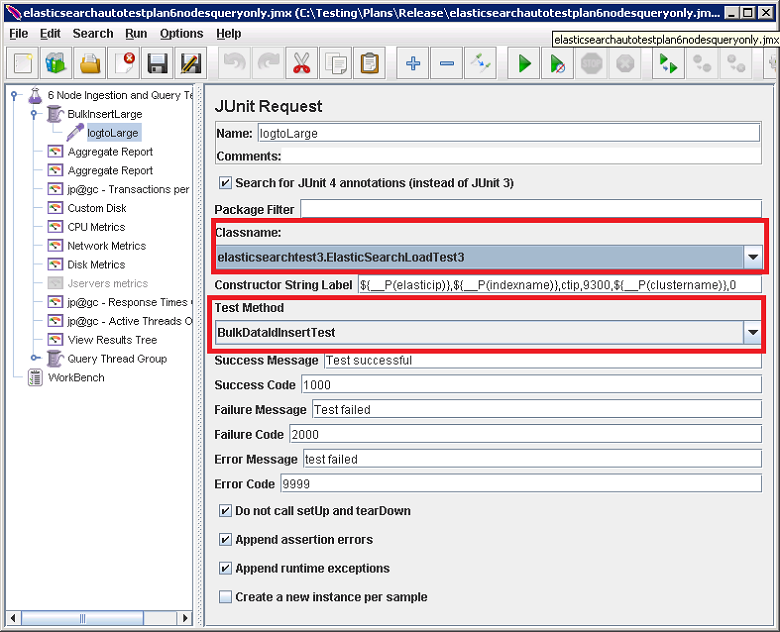 elasticsearchautotestplan6nodesqueryonly.jmx (C:\Testing\Plans\Release\elasticsearchautotestplan6nodesqueryonly.jm...
File Edit Search Run Options Help
elasticsearchautotestplan6nodesqueryonly.jmx
6 Node Ingestion and Query Te
BulkInsertLarge
logtoLarge
Aggregate Report
Aggregate Report
jp@gc - Transactions per
Custom Disk
CPU Metrics
Network Metrics
Disk Metrics
Jservers metrics
jp@gc - Response Times
jp@gc - Active Threads O
View Results Tree
Query Thread Group
WorkBench
JUnit Request
Name: logtoLarge
Comments:
Search for JUnit 4 annotations (instead of JUnit 3)
Package Filter
Classname:
elasticsearchtest3.ElasticSearchLoadTest3
Constructor String Label ${__P(elasticip)},${__P(indexname)},ctip,9300,${__P(clustername)},0
Test Method
BulkDataIdInsertTest
Success Message Test successful
Success Code 1000
Failure Message Test failed
Failure Code 2000
Error Message test failed
Error Code 9999
Do not call setUp and tearDown
Append assertion errors
Append runtime exceptions
Create a new instance per sample